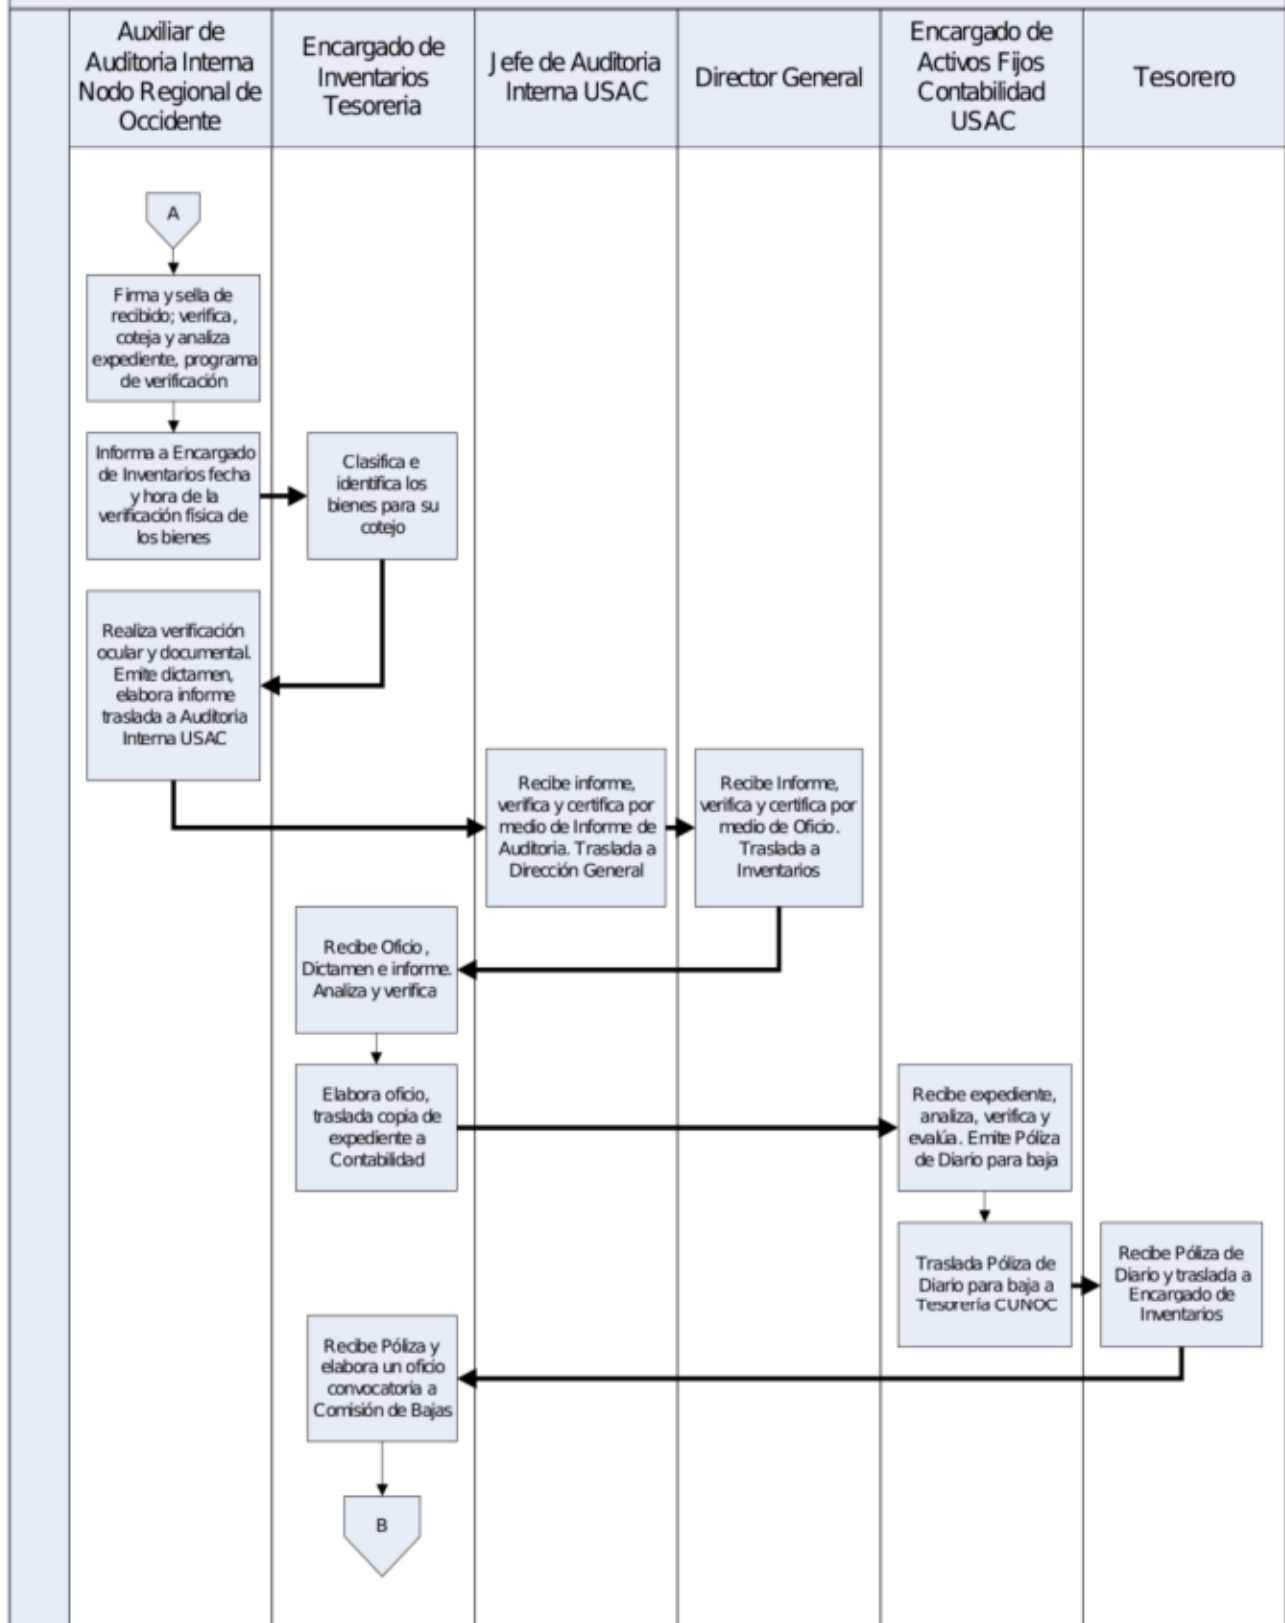 Auxiliar de
Auditoria Interna
Nodo Regional de
Occidente
Encargado de
Inventarios
Tesoreria
Jefe de Auditoria
Interna USAC
Director General
Encargado de
Activos Fijos
Contabilidad
USAC
Tesorero
A
Firma y sella de
recibido; verifica,
coteja y analiza
expediente, programa
de verificación
Informa a Encargado
de Inventarios fecha
y hora de la
verificación física de
los bienes
Clasifica e
identifica los
bienes para su
cotejo
Realiza verificación
ocular y documental.
Emite dictamen,
elabora informe
traslada a Auditoria
Interna USAC
Recibe informe,
verifica y certifica por
medio de Informe de
Auditoria. Traslada a
Dirección General
Recibe Informe,
verifica y certifica por
medio de Oficio.
Traslada a
Inventarios
Recibe Oficio,
Dictamen e informe.
Analiza y verifica
Elabora oficio,
traslada copia de
expediente a
Contabilidad
Recibe expediente,
analiza, verifica y
evalúa. Emite Póliza
de Diario para baja
Traslada Póliza de
Diario para baja a
Tesorería CUNOC
Recibe Póliza de
Diario y traslada a
Encargado de
Inventarios
Recibe Póliza y
elabora un oficio
convocatoria a
Comisión de Bajas
B